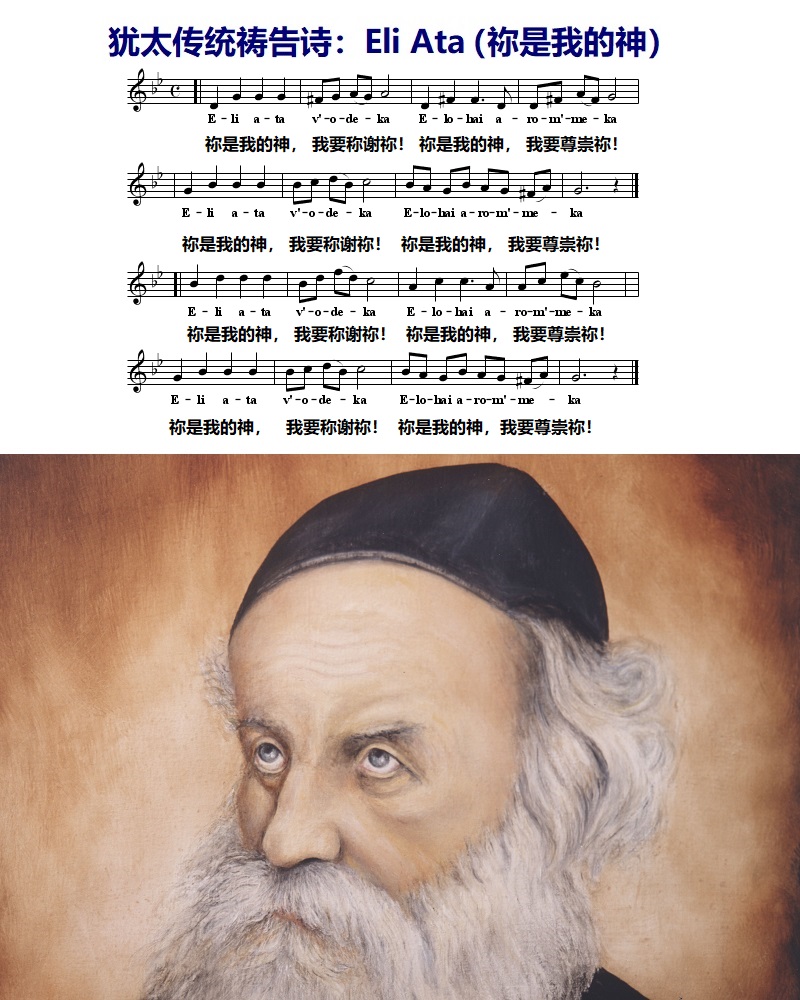 犹太传统祷告诗：Eli Ata (祢是我的神)
E - li a - ta v'-o-de-ka E - lo-hai a - ro-m'-me - ka
祢是我的神， 我要称谢祢！ 祢是我的神， 我要尊崇祢！
E - li a - ta v'-o-de - ka E-lo-hai a-ro-m'-me - ka
祢是我的神， 我要称谢祢！ 祢是我的神， 我要尊崇祢！
E - li a - ta v'-o-de-ka E - lo-hai a - ro-m'-me - ka
祢是我的神， 我要称谢祢！ 祢是我的神， 我要尊崇祢！
E - li a - ta v'-o-de - ka E-lo-hai a-ro-m'-me - ka
祢是我的神， 我要称谢祢！ 祢是我的神，我要尊崇祢！